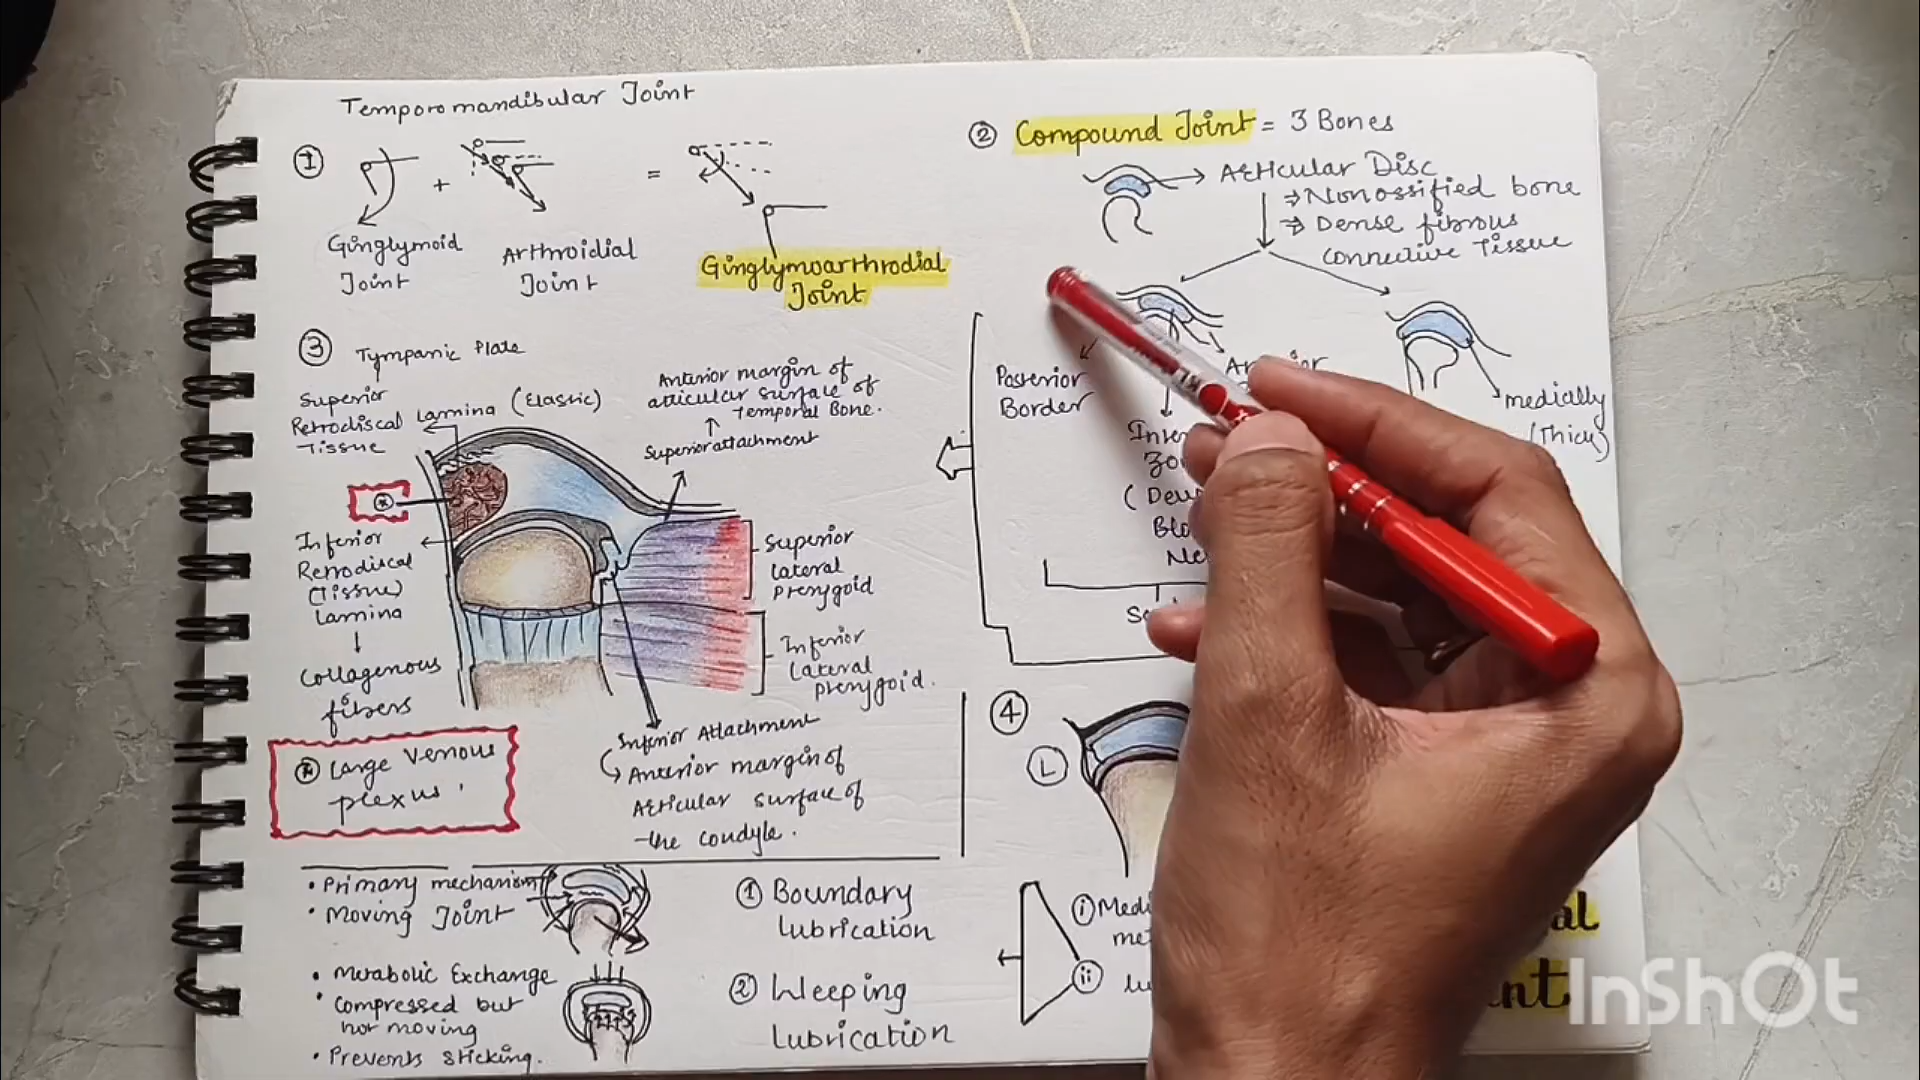 Temporomandibular Joint
①
+
=
Ginglymoid
Joint
Arthroidial
Joint
Ginglymoarthrodial
Joint
② Compound Joint = 3 Bones
Articular Disc
⇒ Nonossified bone
⇒ Dense fibrous
connective Tissue
Posterior
Border
medially
(Thick)
③ Tympanic Plate
Superior
Retrodiscal Lamina (Elastic)
Tissue
Anterior margin of
articular surface of
Temporal Bone.
Superior attachment
Inferior
Retrodiscal
(Tissue)
Lamina
Collagenous
fibers
Large Venous
plexus
Superior
Lateral
pterygoid
Inferior
Lateral
pterygoid.
Inferior Attachment
Anterior margin of
Articular surface of
the condyle.
④
L
• Primary mechanism
• Moving Joint
• Metabolic Exchange
• Compressed but
not moving
• Prevents sticking.
① Boundary
lubrication
② Weeping
lubrication
ⓘ
ⓘⓘ
InShOt